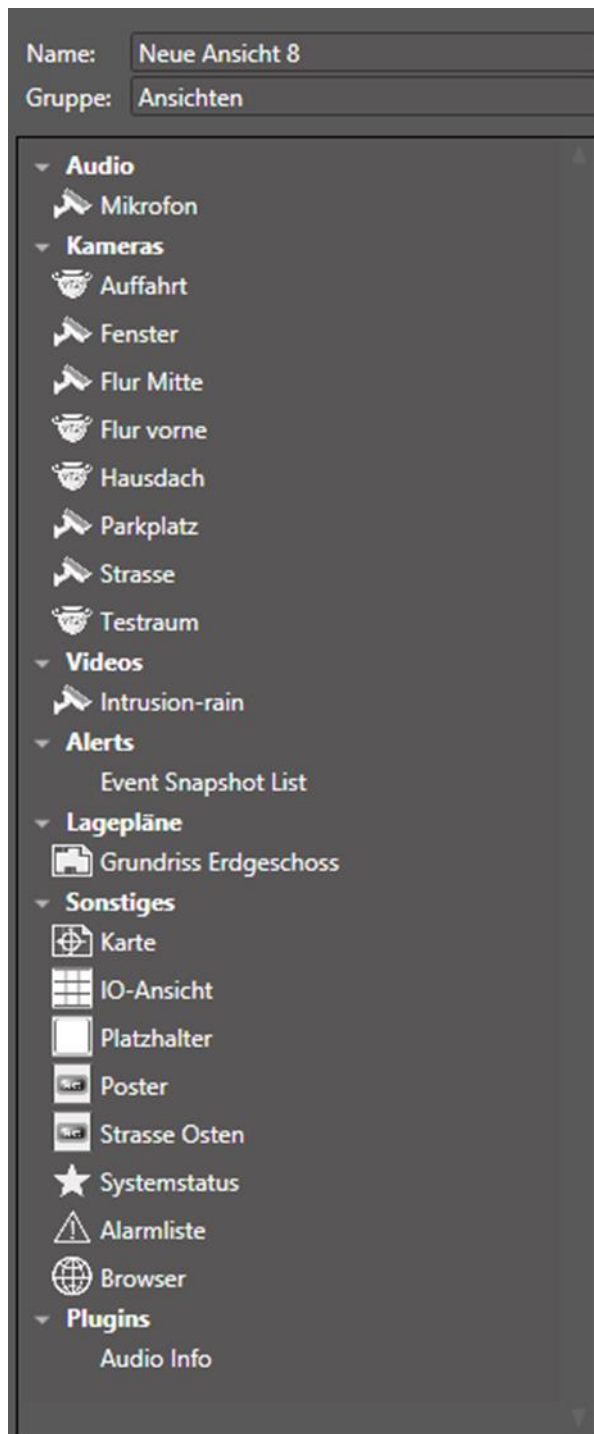 Name: Neue Ansicht 8
Gruppe: Ansichten
Audio
Mikrofon
Kameras
Auffahrt
Fenster
Flur Mitte
Flur vorne
Hausdach
Parkplatz
Strasse
Testraum
Videos
Intrusion-rain
Alerts
Event Snapshot List
Lagepläne
Grundriss Erdgeschoss
Sonstiges
Karte
IO-Ansicht
Platzhalter
Poster
Strasse Osten
Systemstatus
Alarmliste
Browser
Plugins
Audio Info